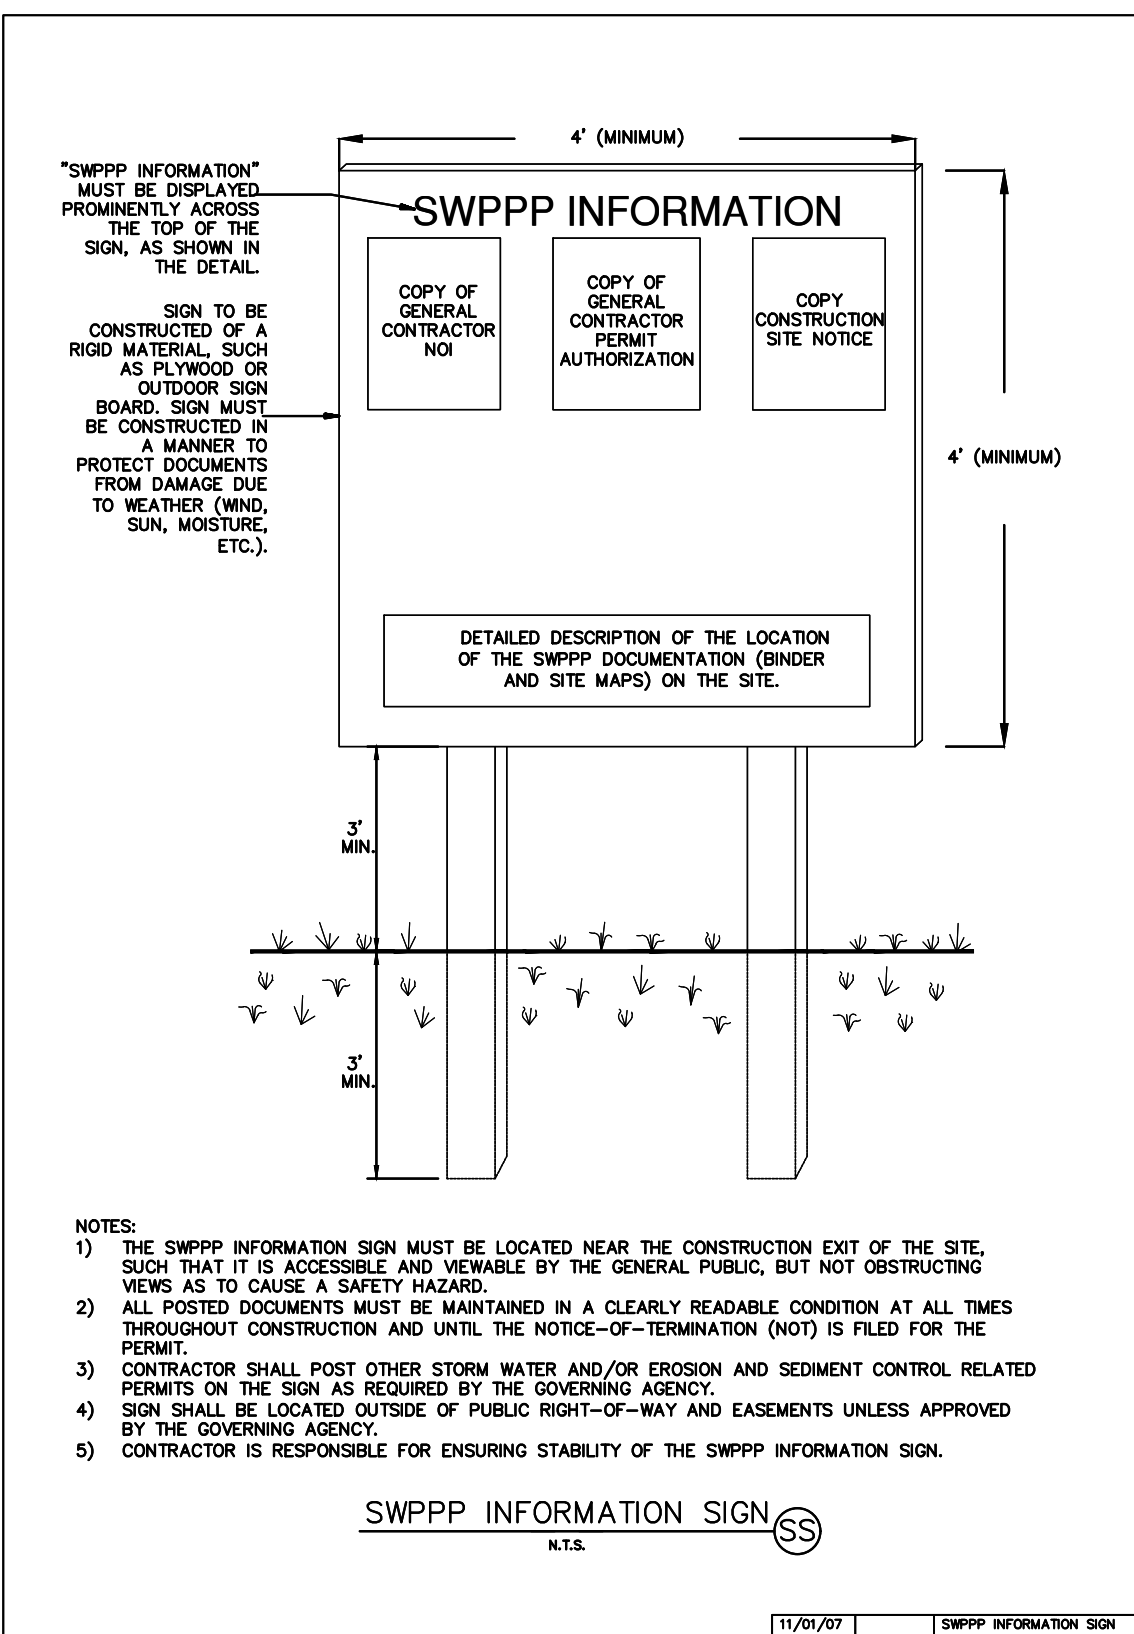 4' (MINIMUM)
"SWPPP INFORMATION"
MUST BE DISPLAYED
PROMINENTLY ACROSS
THE TOP OF THE
SIGN, AS SHOWN IN
THE DETAIL.
SIGN TO BE
CONSTRUCTED OF A
RIGID MATERIAL, SUCH
AS PLYWOOD OR
OUTDOOR SIGN
BOARD. SIGN MUST
BE CONSTRUCTED IN
A MANNER TO
PROTECT DOCUMENTS
FROM DAMAGE DUE
TO WEATHER (WIND,
SUN, MOISTURE,
ETC.).
SWPPP INFORMATION
COPY OF
GENERAL
CONTRACTOR
NOI
COPY OF
GENERAL
CONTRACTOR
PERMIT
AUTHORIZATION
COPY
CONSTRUCTION
SITE NOTICE
4' (MINIMUM)
DETAILED DESCRIPTION OF THE LOCATION
OF THE SWPPP DOCUMENTATION (BINDER
AND SITE MAPS) ON THE SITE.
3'
MIN.
3'
MIN.
NOTES:
1) THE SWPPP INFORMATION SIGN MUST BE LOCATED NEAR THE CONSTRUCTION EXIT OF THE SITE,
SUCH THAT IT IS ACCESSIBLE AND VIEWABLE BY THE GENERAL PUBLIC, BUT NOT OBSTRUCTING
VIEWS AS TO CAUSE A SAFETY HAZARD.
2) ALL POSTED DOCUMENTS MUST BE MAINTAINED IN A CLEARLY READABLE CONDITION AT ALL TIMES
THROUGHOUT CONSTRUCTION AND UNTIL THE NOTICE-OF-TERMINATION (NOT) IS FILED FOR THE
PERMIT.
3) CONTRACTOR SHALL POST OTHER STORM WATER AND/OR EROSION AND SEDIMENT CONTROL RELATED
PERMITS ON THE SIGN AS REQUIRED BY THE GOVERNING AGENCY.
4) SIGN SHALL BE LOCATED OUTSIDE OF PUBLIC RIGHT-OF-WAY AND EASEMENTS UNLESS APPROVED
BY THE GOVERNING AGENCY.
5) CONTRACTOR IS RESPONSIBLE FOR ENSURING STABILITY OF THE SWPPP INFORMATION SIGN.
SWPPP INFORMATION SIGN SS
N.T.S.
11/01/07 SWPPP INFORMATION SIGN